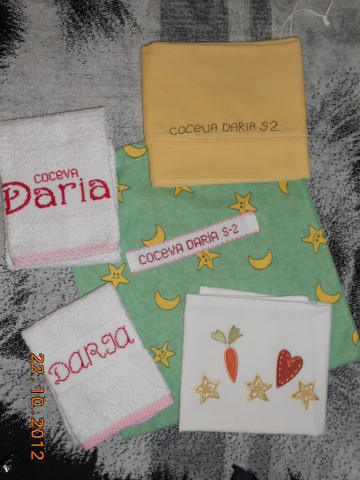 COCEVA DARIA S2
COCEVA
Daria
COCEVA DARIA S-2
DARIA
22.10.2012